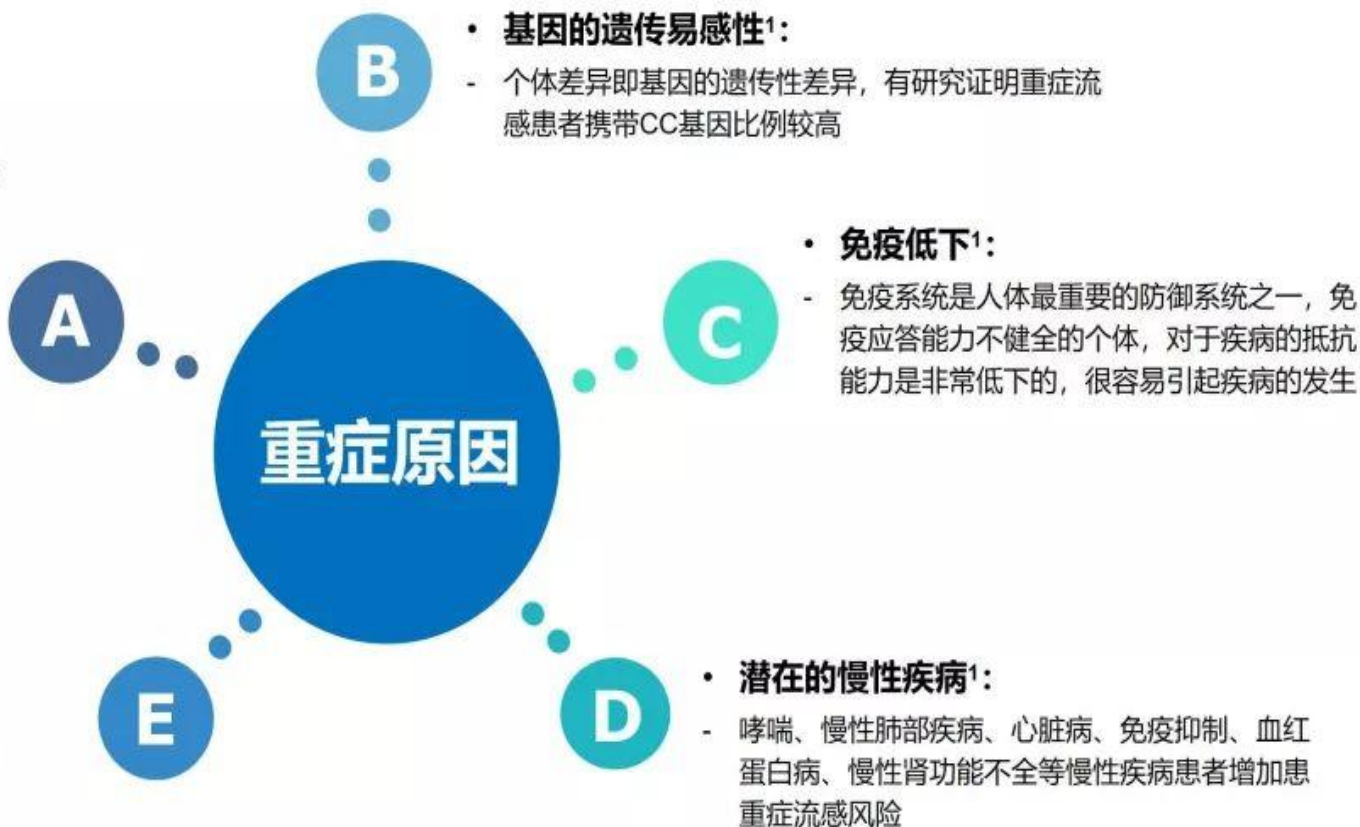 B
• 基因的遗传易感性¹：
- 个体差异即基因的遗传性差异，有研究证明重症流
感患者携带CC基因比例较高
A
C
• 免疫低下¹：
- 免疫系统是人体最重要的防御系统之一，免
疫应答能力不健全的个体，对于疾病的抵抗
能力是非常低下的，很容易引起疾病的发生
重症原因
E
D
• 潜在的慢性疾病¹：
- 哮喘、慢性肺部疾病、心脏病、免疫抑制、血红
蛋白病、慢性肾功能不全等慢性疾病患者增加患
重症流感风险